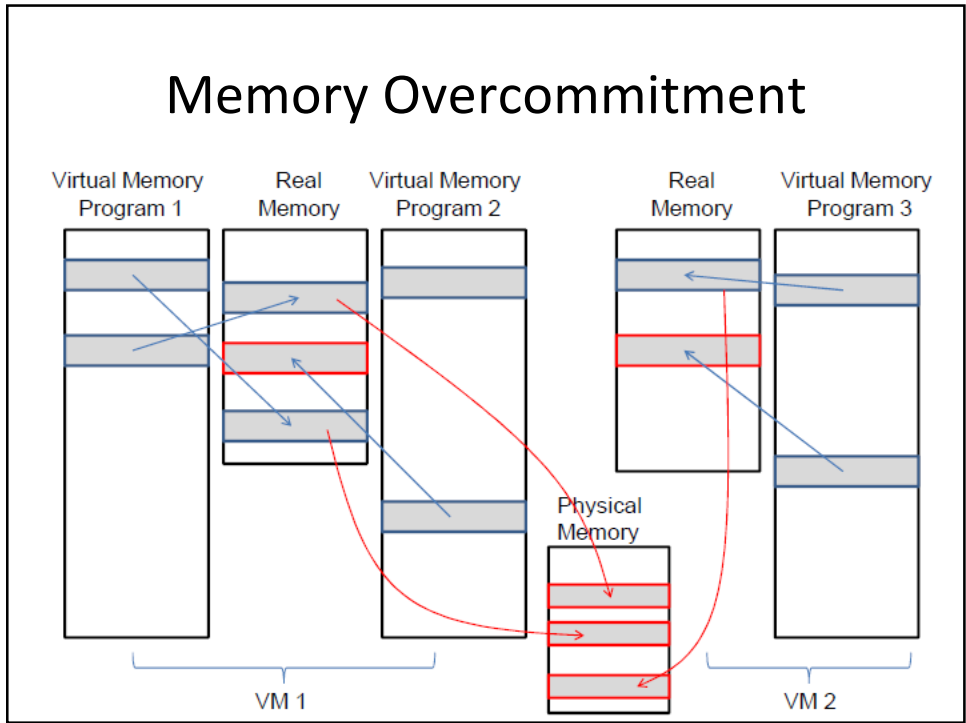 Memory Overcommitment
Virtual Memory
Program 1
Real
Memory
Virtual Memory
Program 2
Real
Memory
Virtual Memory
Program 3
Physical
Memory
VM 1
VM 2